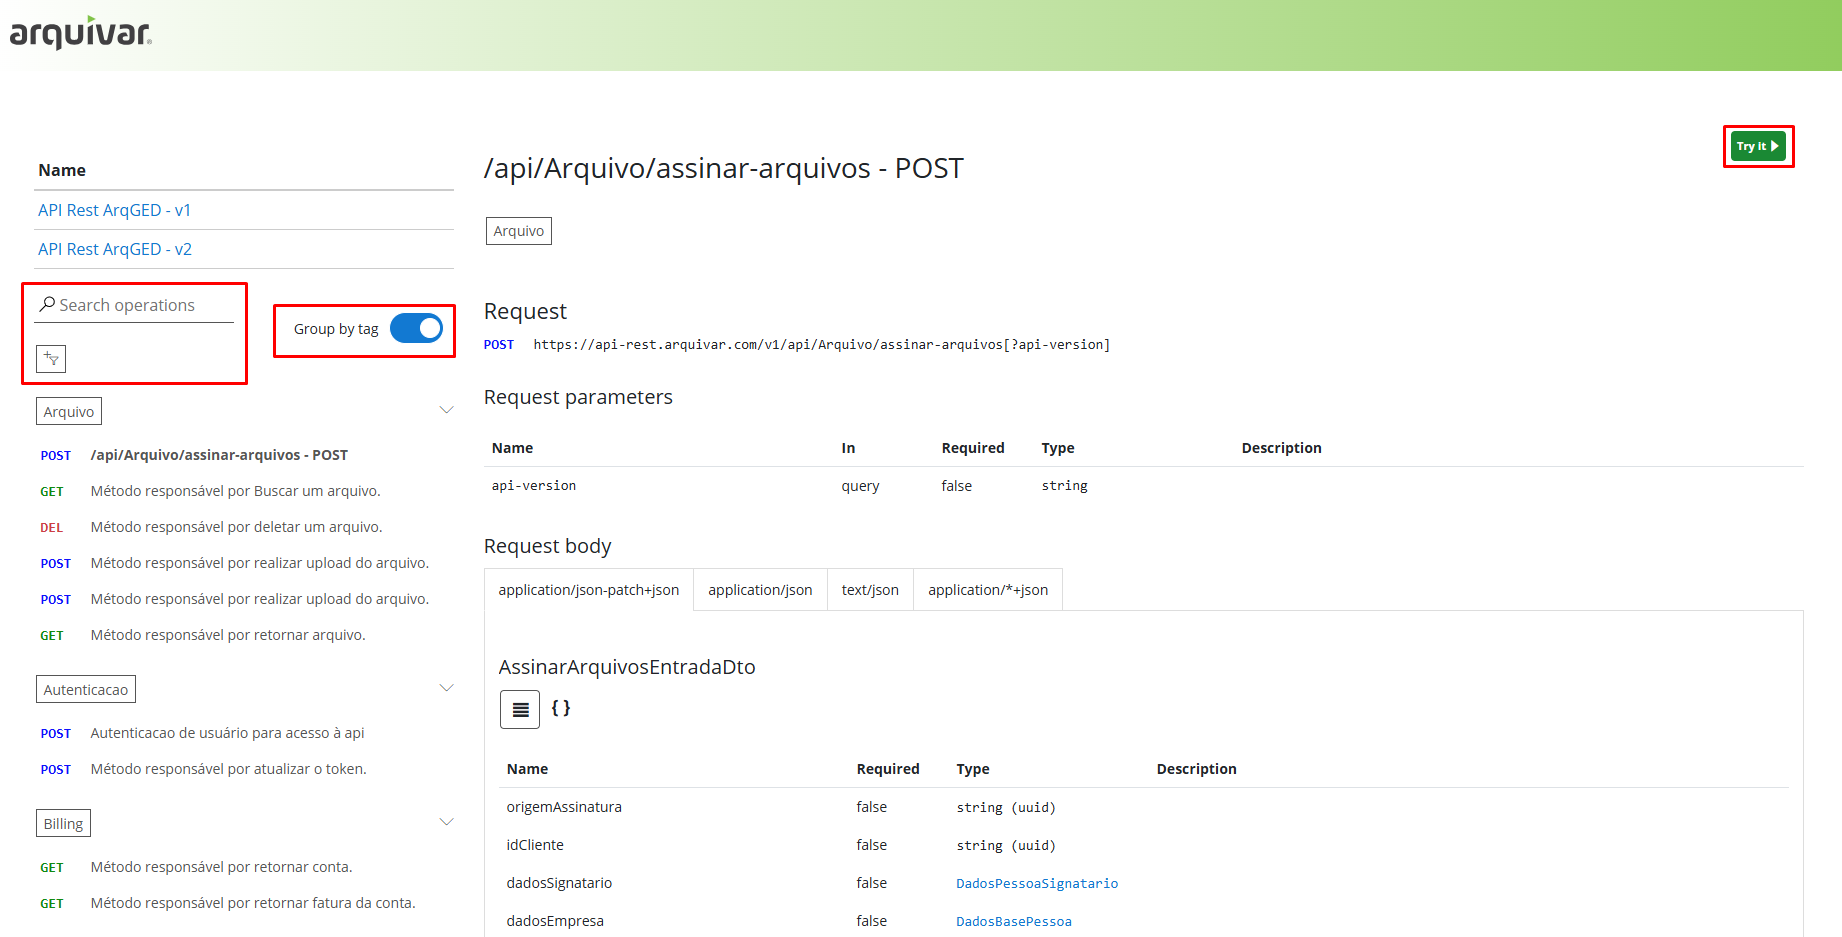 arquivar®
Name
API Rest ArqGED - v1
API Rest ArqGED - v2
Search operations
Group by tag
Arquivo
POST /api/Arquivo/assinar-arquivos - POST
GET Método responsável por Buscar um arquivo.
DEL Método responsável por deletar um arquivo.
POST Método responsável por realizar upload do arquivo.
POST Método responsável por realizar upload do arquivo.
GET Método responsável por retornar arquivo.
Autenticacao
POST Autenticacao de usuário para acesso à api
POST Método responsável por atualizar o token.
Billing
GET Método responsável por retornar conta.
GET Método responsável por retornar fatura da conta.
Try it
/api/Arquivo/assinar-arquivos - POST
Arquivo
Request
POST https://api-rest.arquivar.com/v1/api/Arquivo/assinar-arquivos[?api-version]
Request parameters
Name In Required Type Description
api-version query false string
Request body
application/json-patch+json application/json text/json application/*+json
AssinarArquivosEntradaDto
{ }
Name Required Type Description
origemAssinatura false string (uuid)
idCliente false string (uuid)
dadosSignatario false DadosPessoaSignatario
dadosEmpresa false DadosBasePessoa